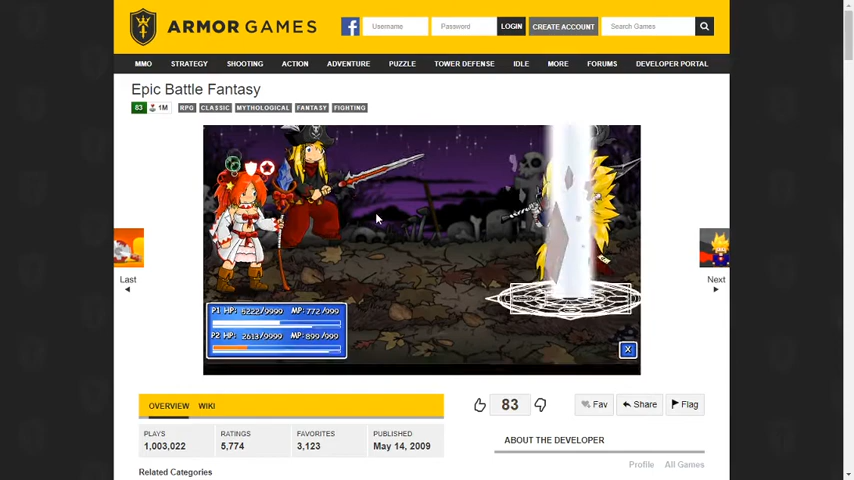 ARMOR GAMES
Username
Password
LOGIN
CREATE ACCOUNT
Search Games
MMO STRATEGY SHOOTING ACTION ADVENTURE PUZZLE TOWER DEFENSE IDLE MORE FORUMS DEVELOPER PORTAL
Epic Battle Fantasy
83 1M RPG CLASSIC MYTHOLOGICAL FANTASY FIGHTING
P1 HP: 5222/9999 MP: 772/999
P2 HP: 2613/9999 MP: 899/999
X
Last
Next
OVERVIEW WIKI
83
Fav
Share
Flag
PLAYS RATINGS FAVORITES PUBLISHED
1,003,022 5,774 3,123 May 14, 2009
Related Categories
ABOUT THE DEVELOPER
Profile All Games